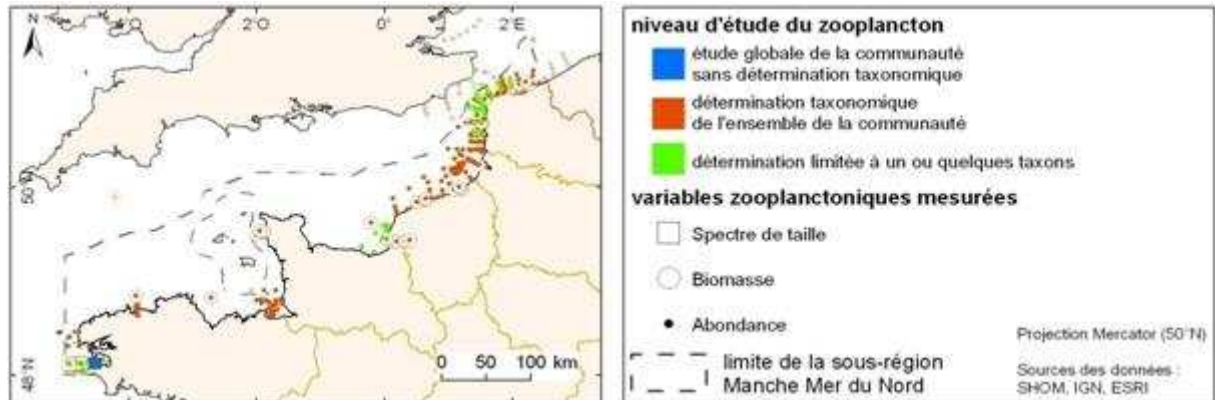 N
4°O
2°O
0°
2°E
50°N
48°N
0 50 100 km
niveau d'étude du zooplancton
étude globale de la communauté
sans détermination taxonomique
détermination taxonomique
de l'ensemble de la communauté
détermination limitée à un ou quelques taxons
variables zooplanctoniques mesurées
Spectre de taille
Biomasse
Abondance
limite de la sous-région
Manche Mer du Nord
Projection Mercator (50°N)
Sources des données :
SHOM, IGN, ESRI